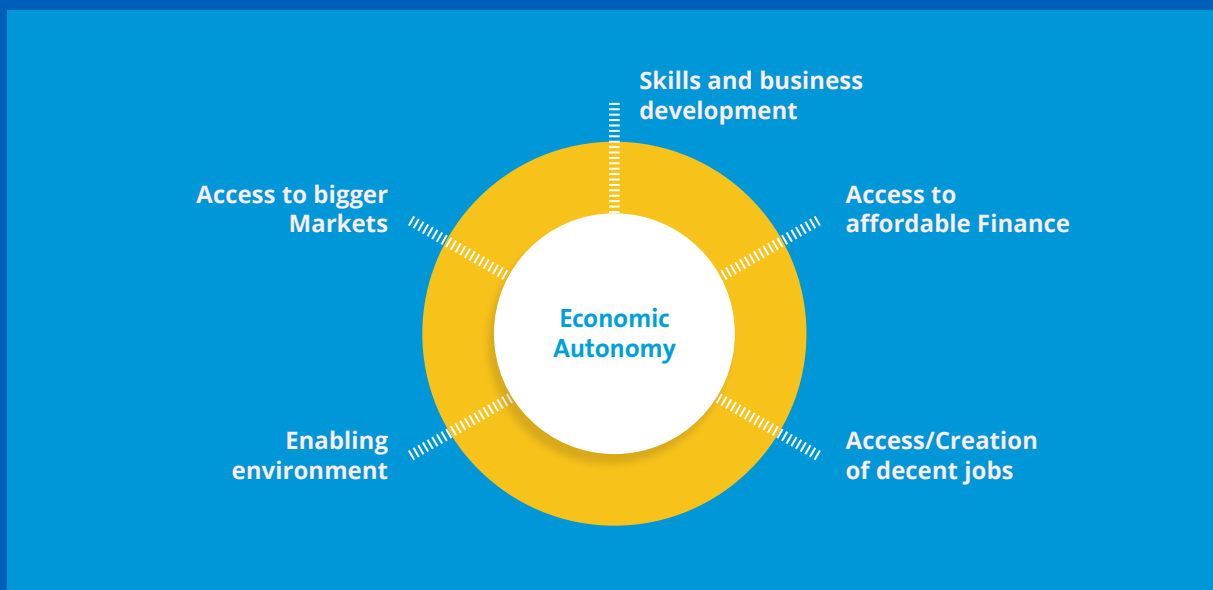 Skills and business
development
Access to bigger
Markets
Access to
affordable Finance
Economic
Autonomy
Enabling
environment
Access/Creation
of decent jobs